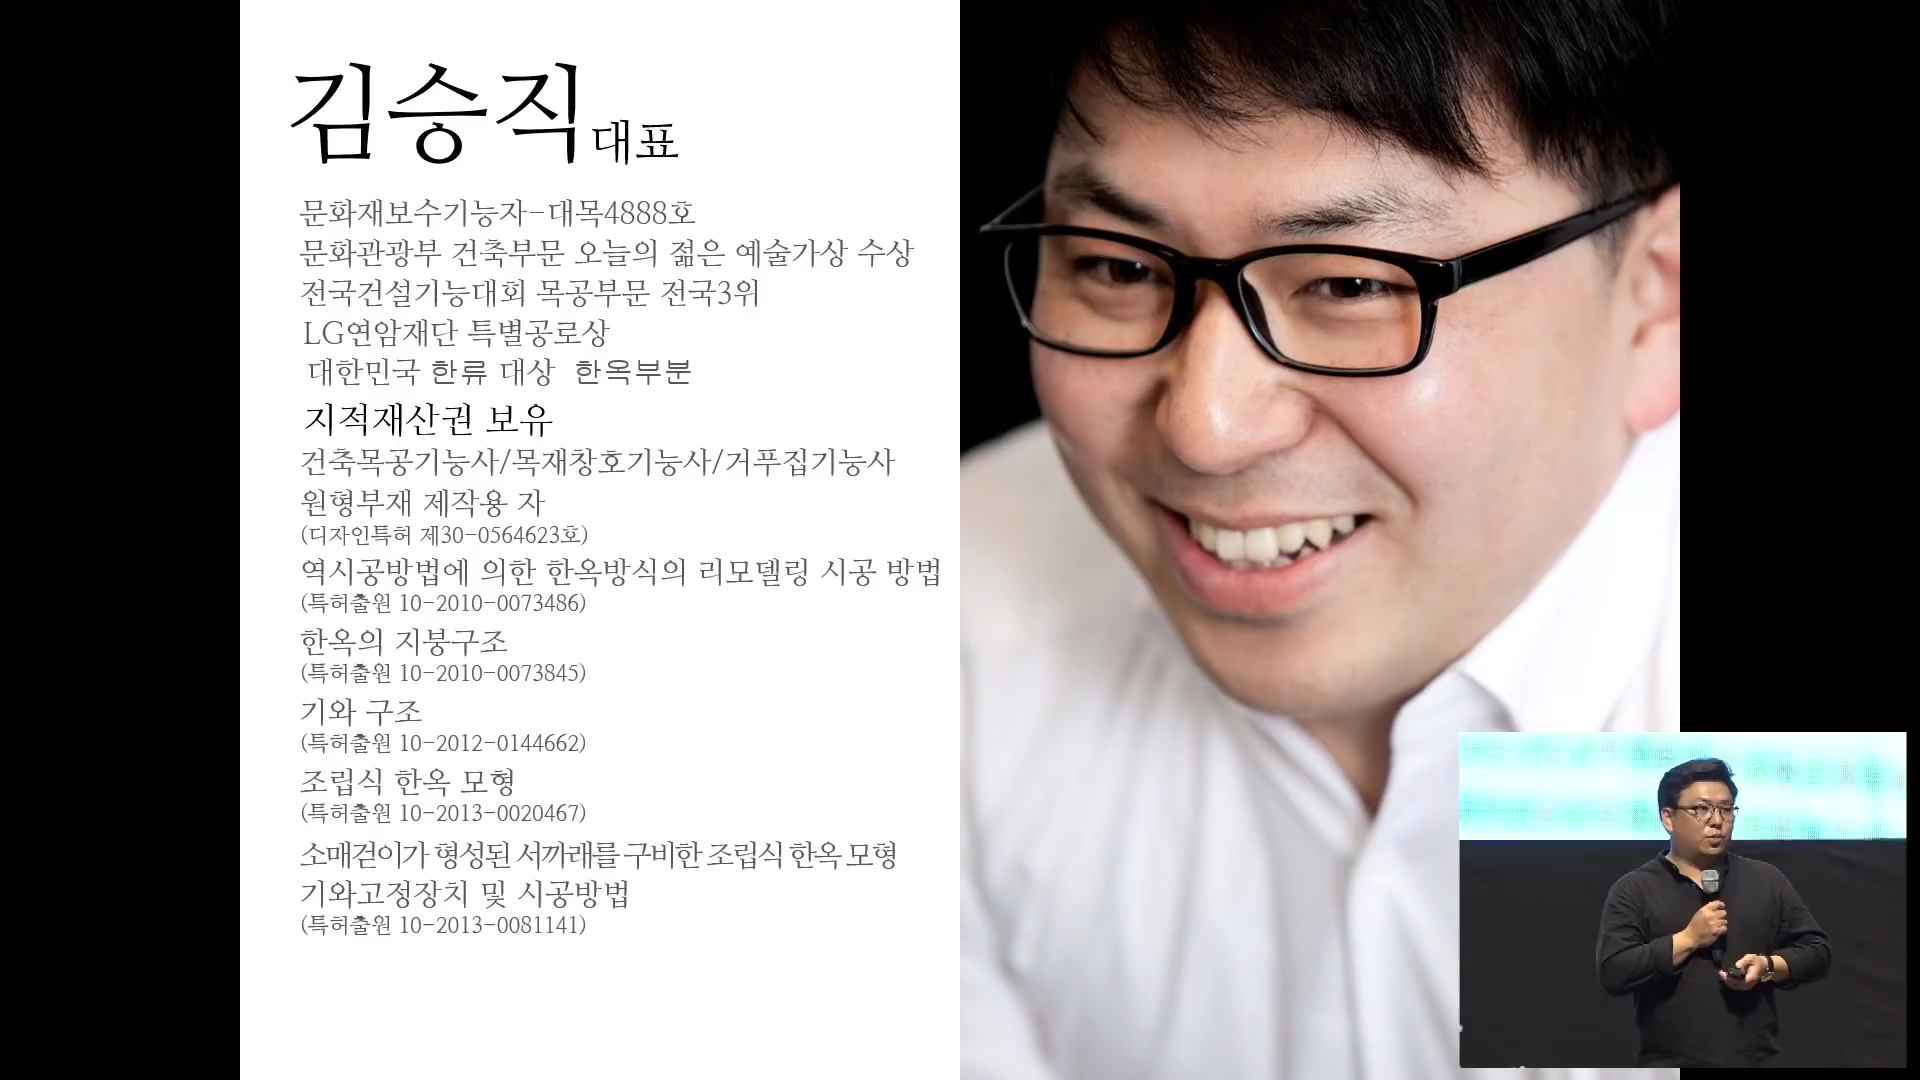 김승직 대표
문화재보수기능자-대목4888호
문화관광부 건축부문 오늘의 젊은 예술가상 수상
전국건설기능대회 목공부문 전국3위
LG연암재단 특별공로상
대한민국 한류 대상 한옥부분
지적재산권 보유
건축목공기능사/목재창호기능사/거푸집기능사
원형부재 제작용 자
(디자인특허 제30-0564623호)
역시공방법에 의한 한옥방식의 리모델링 시공 방법
(특허출원 10-2010-0073486)
한옥의 지붕구조
(특허출원 10-2010-0073845)
기와 구조
(특허출원 10-2012-0144662)
조립식 한옥 모형
(특허출원 10-2013-0020467)
소매걷이가 형성된 서까래를 구비한 조립식 한옥 모형
기와고정장치 및 시공방법
(특허출원 10-2013-0081141)